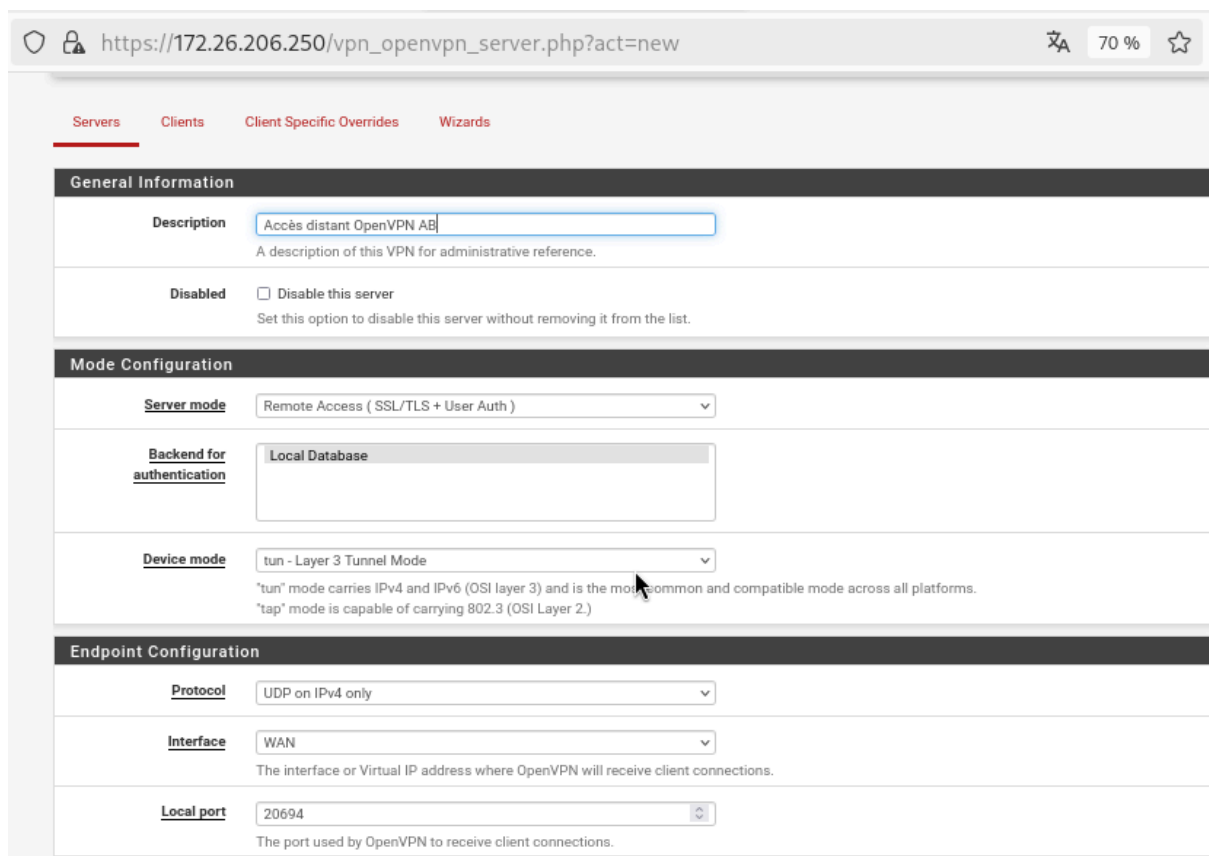 https://172.26.206.250/vpn_openvpn_server.php?act=new 70 %
Servers Clients Client Specific Overrides Wizards
General Information
Description Accès distant OpenVPN AB
A description of this VPN for administrative reference.
Disabled Disable this server
Set this option to disable this server without removing it from the list.
Mode Configuration
Server mode Remote Access ( SSL/TLS + User Auth )
Backend for authentication Local Database
Device mode tun - Layer 3 Tunnel Mode
"tun" mode carries IPv4 and IPv6 (OSI layer 3) and is the most common and compatible mode across all platforms.
"tap" mode is capable of carrying 802.3 (OSI Layer 2.)
Endpoint Configuration
Protocol UDP on IPv4 only
Interface WAN
The interface or Virtual IP address where OpenVPN will receive client connections.
Local port 20694
The port used by OpenVPN to receive client connections.